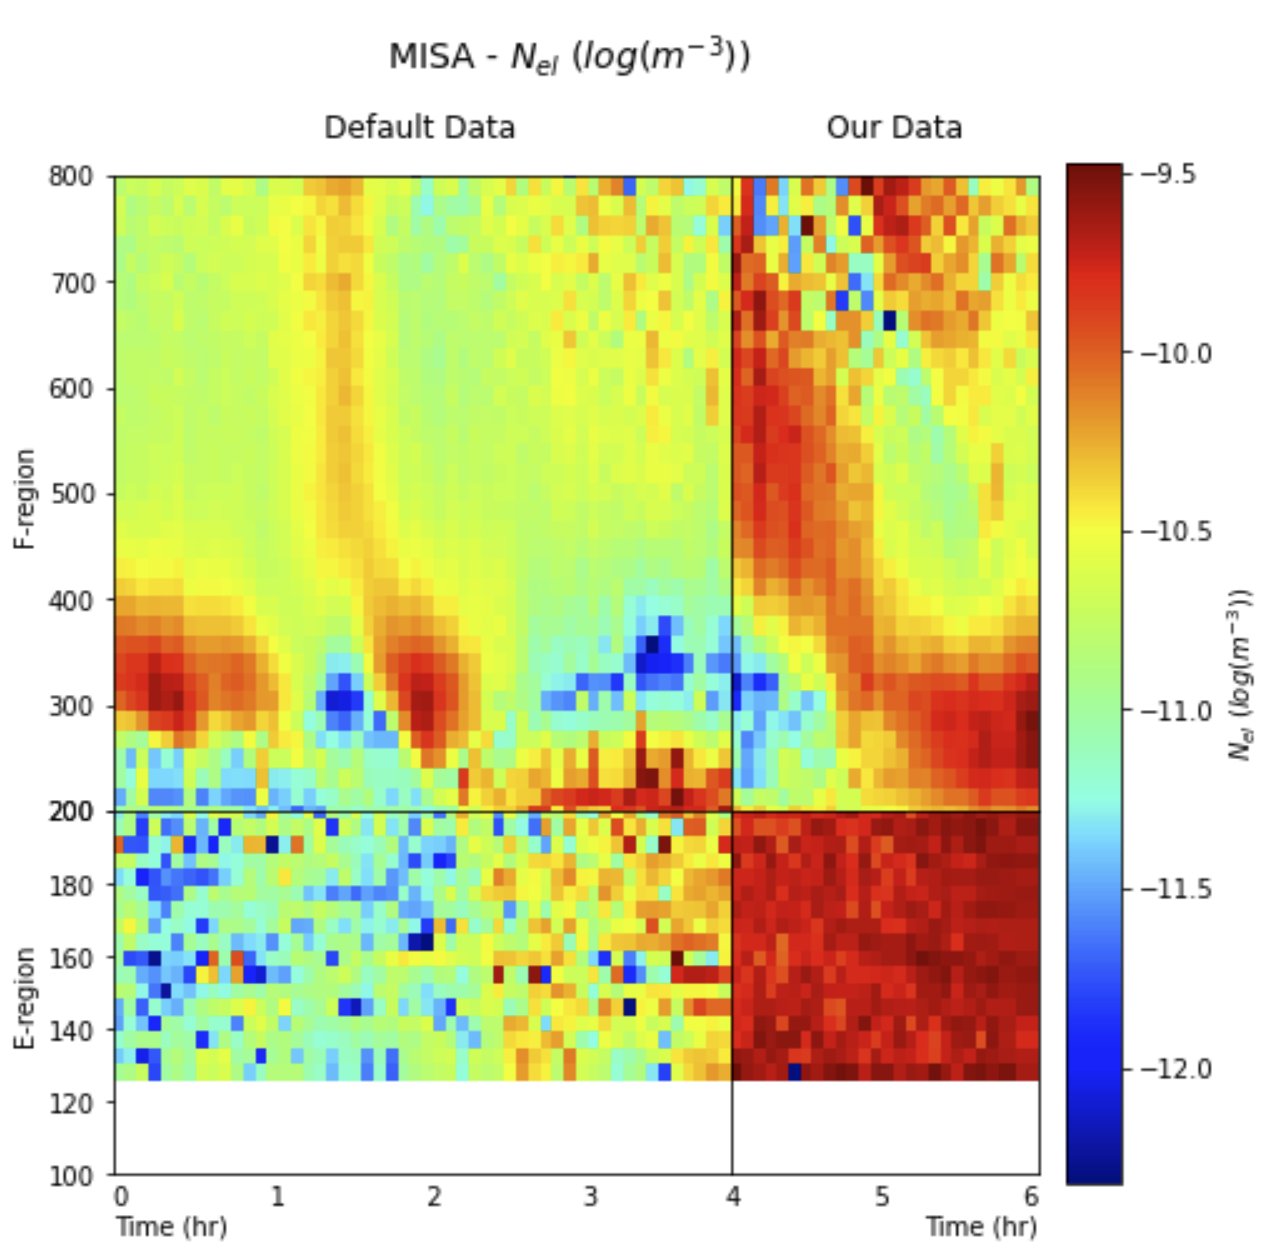 MISA - N_el (log(m^−3))
Default Data
Our Data
800
700
600
500
400
300
200
F-region
180
160
140
120
100
E-region
0 1 2 3 4 5 6
Time (hr) Time (hr)
−9.5
−10.0
−10.5
−11.0
−11.5
−12.0
N_el (log(m^−3))